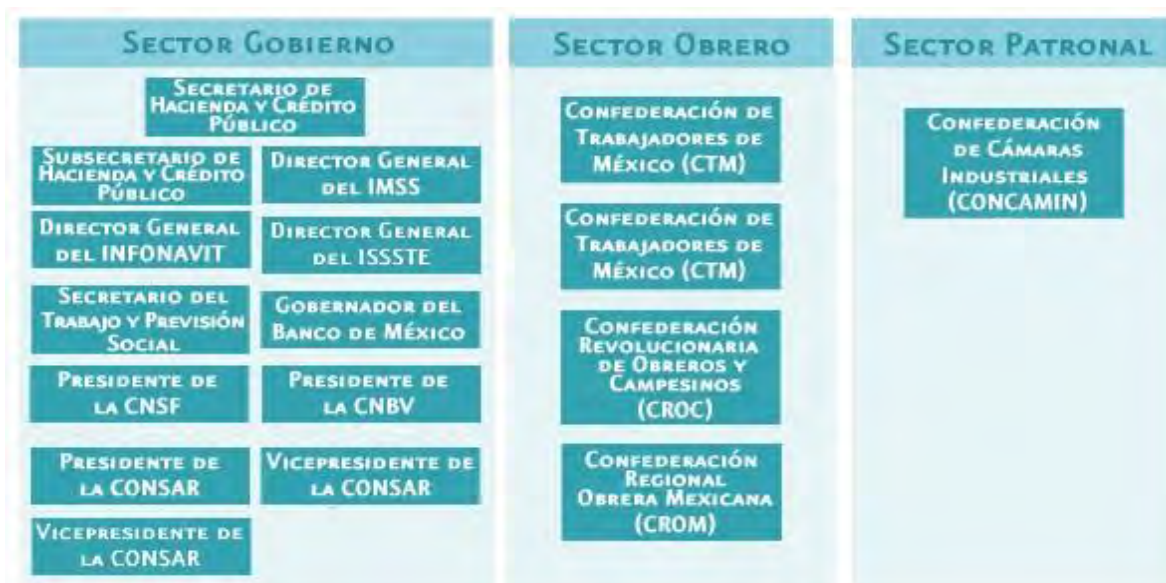 SECTOR GOBIERNO
SECRETARIO DE
HACIENDA Y CRÉDITO
PÚBLICO
SUBSECRETARIO DE
HACIENDA Y CRÉDITO
PÚBLICO
DIRECTOR GENERAL
DEL IMSS
DIRECTOR GENERAL
DEL INFONAVIT
DIRECTOR GENERAL
DEL ISSSTE
SECRETARIO DEL
TRABAJO Y PREVISIÓN
SOCIAL
GOBERNADOR DEL
BANCO DE MÉXICO
PRESIDENTE DE
LA CNSF
PRESIDENTE DE
LA CNBV
PRESIDENTE DE
LA CONSAR
VICEPRESIDENTE DE
LA CONSAR
VICEPRESIDENTE DE
LA CONSAR
SECTOR OBRERO
CONFEDERACIÓN DE
TRABAJADORES DE
MÉXICO (CTM)
CONFEDERACIÓN DE
TRABAJADORES DE
MÉXICO (CTM)
CONFEDERACIÓN
REVOLUCIONARIA
DE OBREROS Y
CAMPESINOS
(CROC)
CONFEDERACIÓN
REGIONAL
OBRERA MEXICANA
(CROM)
SECTOR PATRONAL
CONFEDERACIÓN
DE CÁMARAS
INDUSTRIALES
(CONCAMIN)